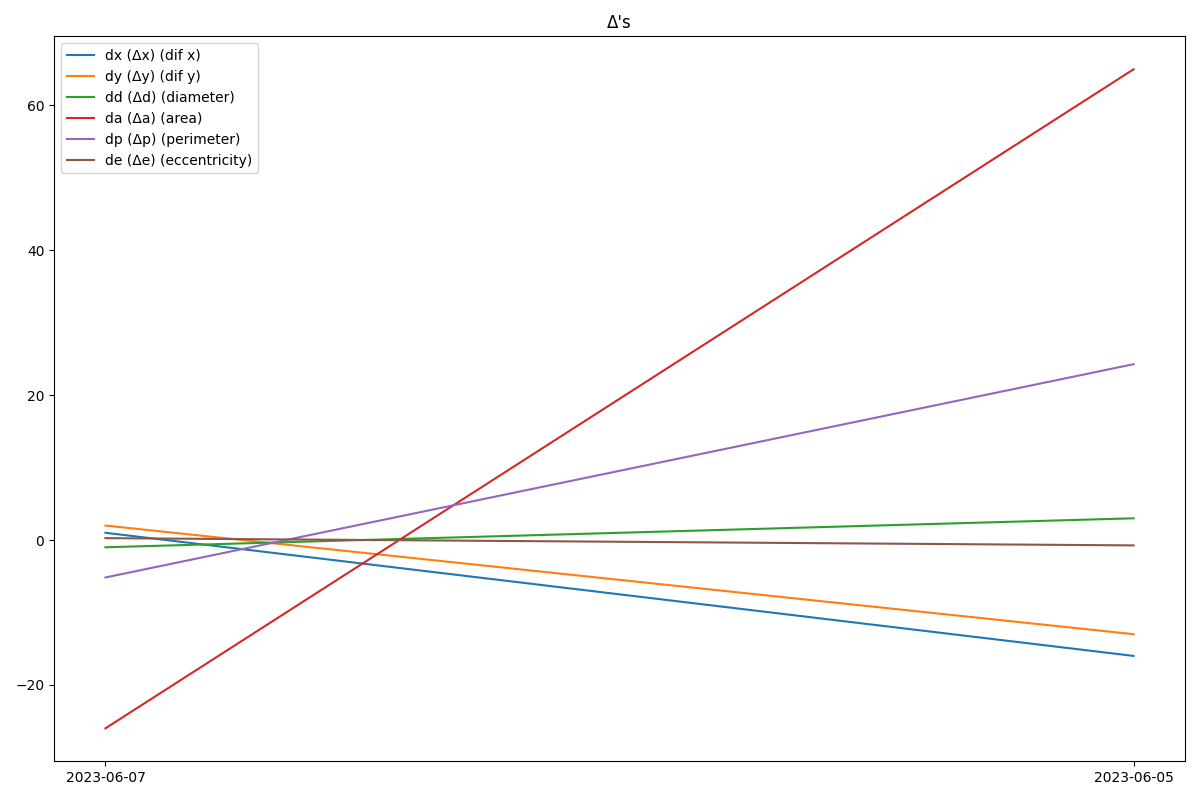 Δ's
dx (Δx) (dif x)
dy (Δy) (dif y)
dd (Δd) (diameter)
da (Δa) (area)
dp (Δp) (perimeter)
de (Δe) (eccentricity)
60
40
20
0
−20
2023-06-07
2023-06-05